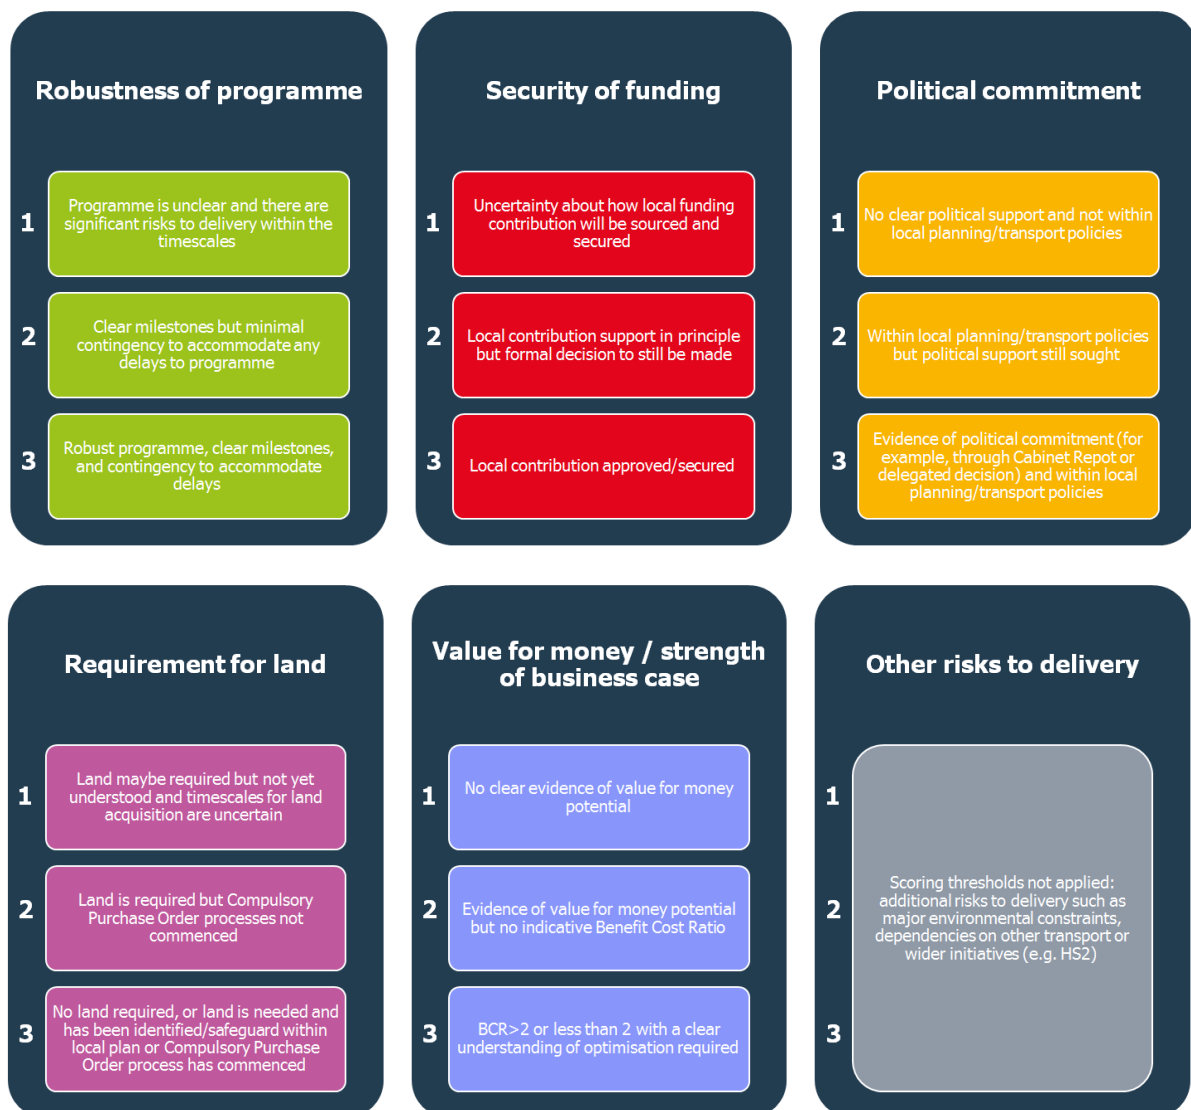 Robustness of programme
1
Programme is unclear and there are
significant risks to delivery within the
timescales
2
Clear milestones but minimal
contingency to accommodate any
delays to programme
3
Robust programme, clear milestones,
and contingency to accommodate
delays
Security of funding
1
Uncertainty about how local funding
contribution will be sourced and
secured
2
Local contribution support in principle
but formal decision to still be made
3
Local contribution approved/secured
Political commitment
1
No clear political support and not within
local planning/transport policies
2
Within local planning/transport policies
but political support still sought
3
Evidence of political commitment (for
example, through Cabinet Repot or
delegated decision) and within local
planning/transport policies
Requirement for land
1
Land maybe required but not yet
understood and timescales for land
acquisition are uncertain
2
Land is required but Compulsory
Purchase Order processes not
commenced
3
No land required, or land is needed and
has been identified/safeguard within
local plan or Compulsory Purchase
Order process has commenced
Value for money / strength
of business case
1
No clear evidence of value for money
potential
2
Evidence of value for money potential
but no indicative Benefit Cost Ratio
3
BCR>2 or less than 2 with a clear
understanding of optimisation required
Other risks to delivery
1
2
3
Scoring thresholds not applied:
additional risks to delivery such as
major environmental constraints,
dependencies on other transport or
wider initiatives (e.g. HS2)